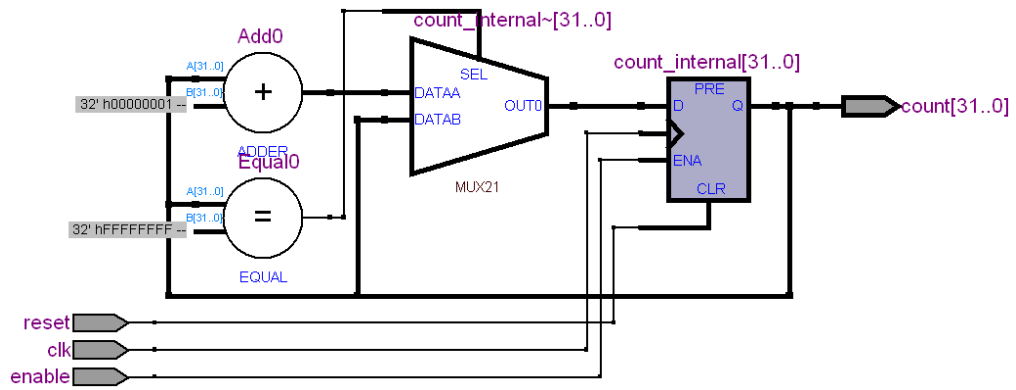 count_internal~[31..0]
Add0
A[31..0]
B[31..0]
32' h00000001 --
+
ADDER
SEL
DATAA
DATAB
OUT0
MUX21
count_internal[31..0]
PRE
D
Q
ENA
CLR
count[31..0]
Equal0
A[31..0]
B[31..0]
32' hFFFFFFFF --
=
EQUAL
reset
clk
enable